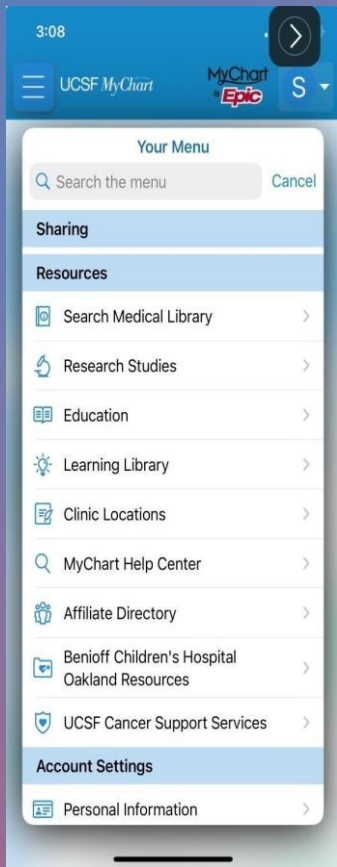 3:08
UCSF MyChart
MyChart
Epic
S
Your Menu
Search the menu
Cancel
Sharing
Resources
Search Medical Library
Research Studies
Education
Learning Library
Clinic Locations
MyChart Help Center
Affiliate Directory
Benioff Children's Hospital
Oakland Resources
UCSF Cancer Support Services
Account Settings
Personal Information